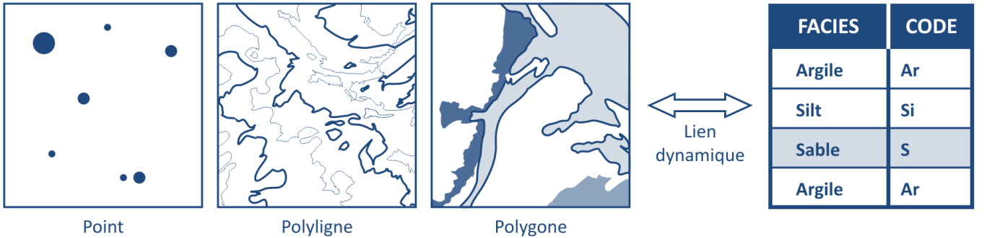 Point
Polyligne
Polygone
Lien
dynamique
FACIES CODE
Argile Ar
Silt Si
Sable S
Argile Ar